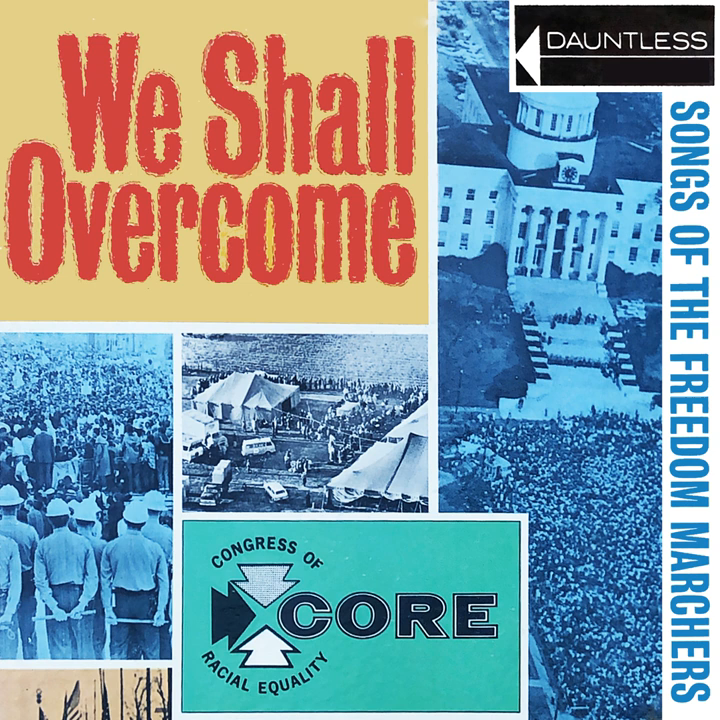 We Shall
Overcome
DAUNTLESS
SONGS OF THE FREEDOM MARCHERS
CONGRESS OF
CORE
RACIAL EQUALITY